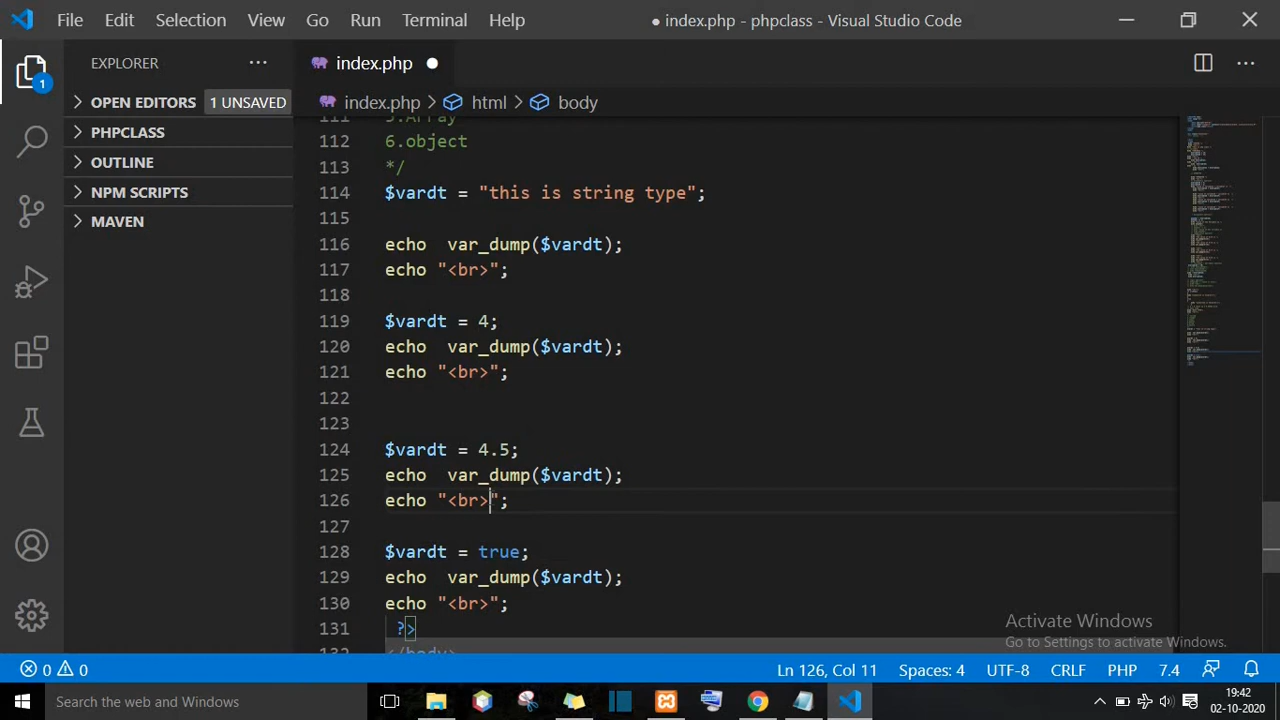 File Edit Selection View Go Run Terminal Help ● index.php - phpclass - Visual Studio Code
EXPLORER ··· index.php ● ···
OPEN EDITORS 1 UNSAVED
PHPCLASS
OUTLINE
NPM SCRIPTS
MAVEN
1
index.php > html > body
111 5.Array
112 6.object
113 */
114 $vardt = "this is string type";
115
116 echo  var_dump($vardt);
117 echo "<br>";
118
119 $vardt = 4;
120 echo  var_dump($vardt);
121 echo "<br>";
122
123
124 $vardt = 4.5;
125 echo  var_dump($vardt);
126 echo "<br>";
127
128 $vardt = true;
129 echo  var_dump($vardt);
130 echo "<br>";
131 ?>
132 </body>
Activate Windows
Go to Settings to activate Windows.
0 0 Ln 126, Col 11 Spaces: 4 UTF-8 CRLF PHP 7.4
Search the web and Windows
19:42
02-10-2020